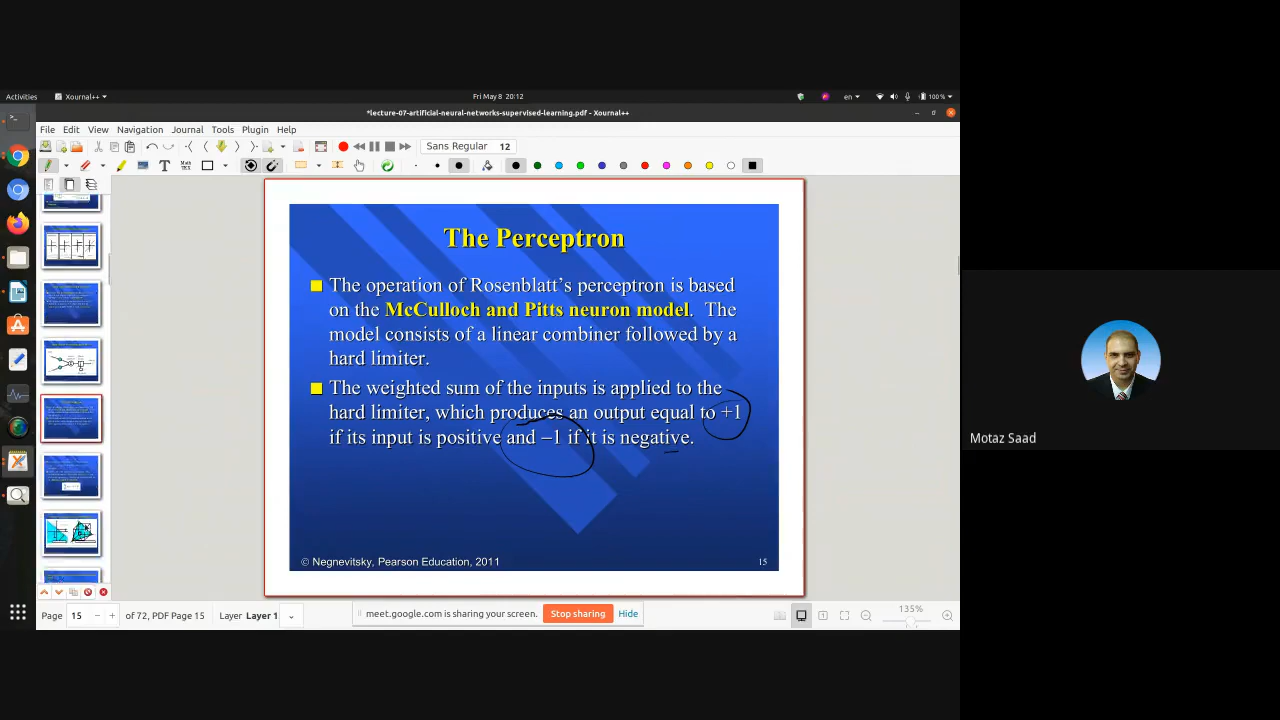 Activities Xournal++ Fri May 8 20:12 en 100 %
*lecture-07-artificial-neural-networks-supervised-learning.pdf - Xournal++
File Edit View Navigation Journal Tools Plugin Help
Sans Regular 12
The Perceptron
The operation of Rosenblatt’s perceptron is based
on the McCulloch and Pitts neuron model. The
model consists of a linear combiner followed by a
hard limiter.
The weighted sum of the inputs is applied to the
hard limiter, which produces an output equal to +1
if its input is positive and −1 if it is negative.
© Negnevitsky, Pearson Education, 2011 15
Motaz Saad
Page 15 − + of 72, PDF Page 15 Layer Layer 1 meet.google.com is sharing your screen. Stop sharing Hide 135%